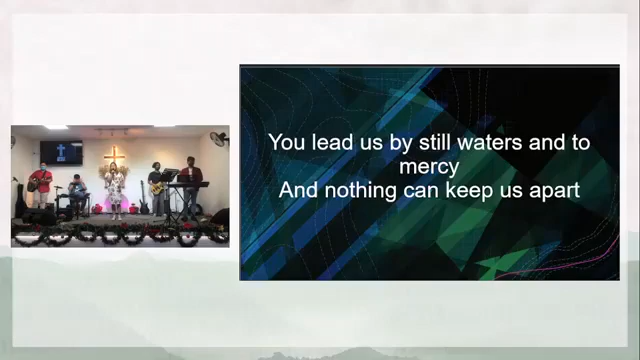 You lead us by still waters and to
mercy
And nothing can keep us apart